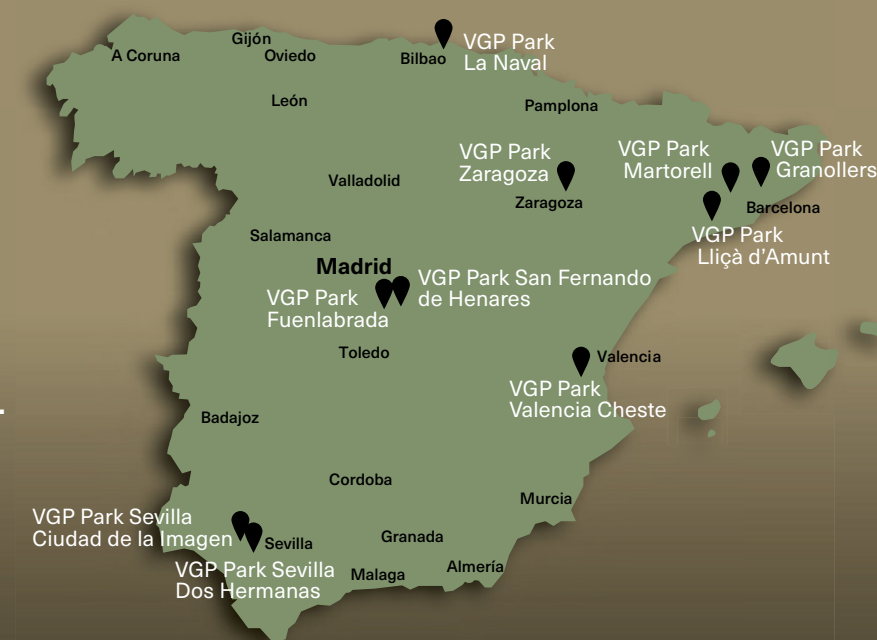 Gijón
A Coruna
Oviedo
Bilbao
VGP Park
La Naval
León
Pamplona
VGP Park
Zaragoza
VGP Park
Martorell
VGP Park
Granollers
Valladolid
Zaragoza
Barcelona
Salamanca
VGP Park
Lliçà d’Amunt
Madrid
VGP Park San Fernando
de Henares
VGP Park
Fuenlabrada
Toledo
Valencia
VGP Park
Valencia Cheste
Badajoz
Cordoba
Murcia
VGP Park Sevilla
Ciudad de la Imagen
Sevilla
Granada
VGP Park Sevilla
Dos Hermanas
Malaga
Almería